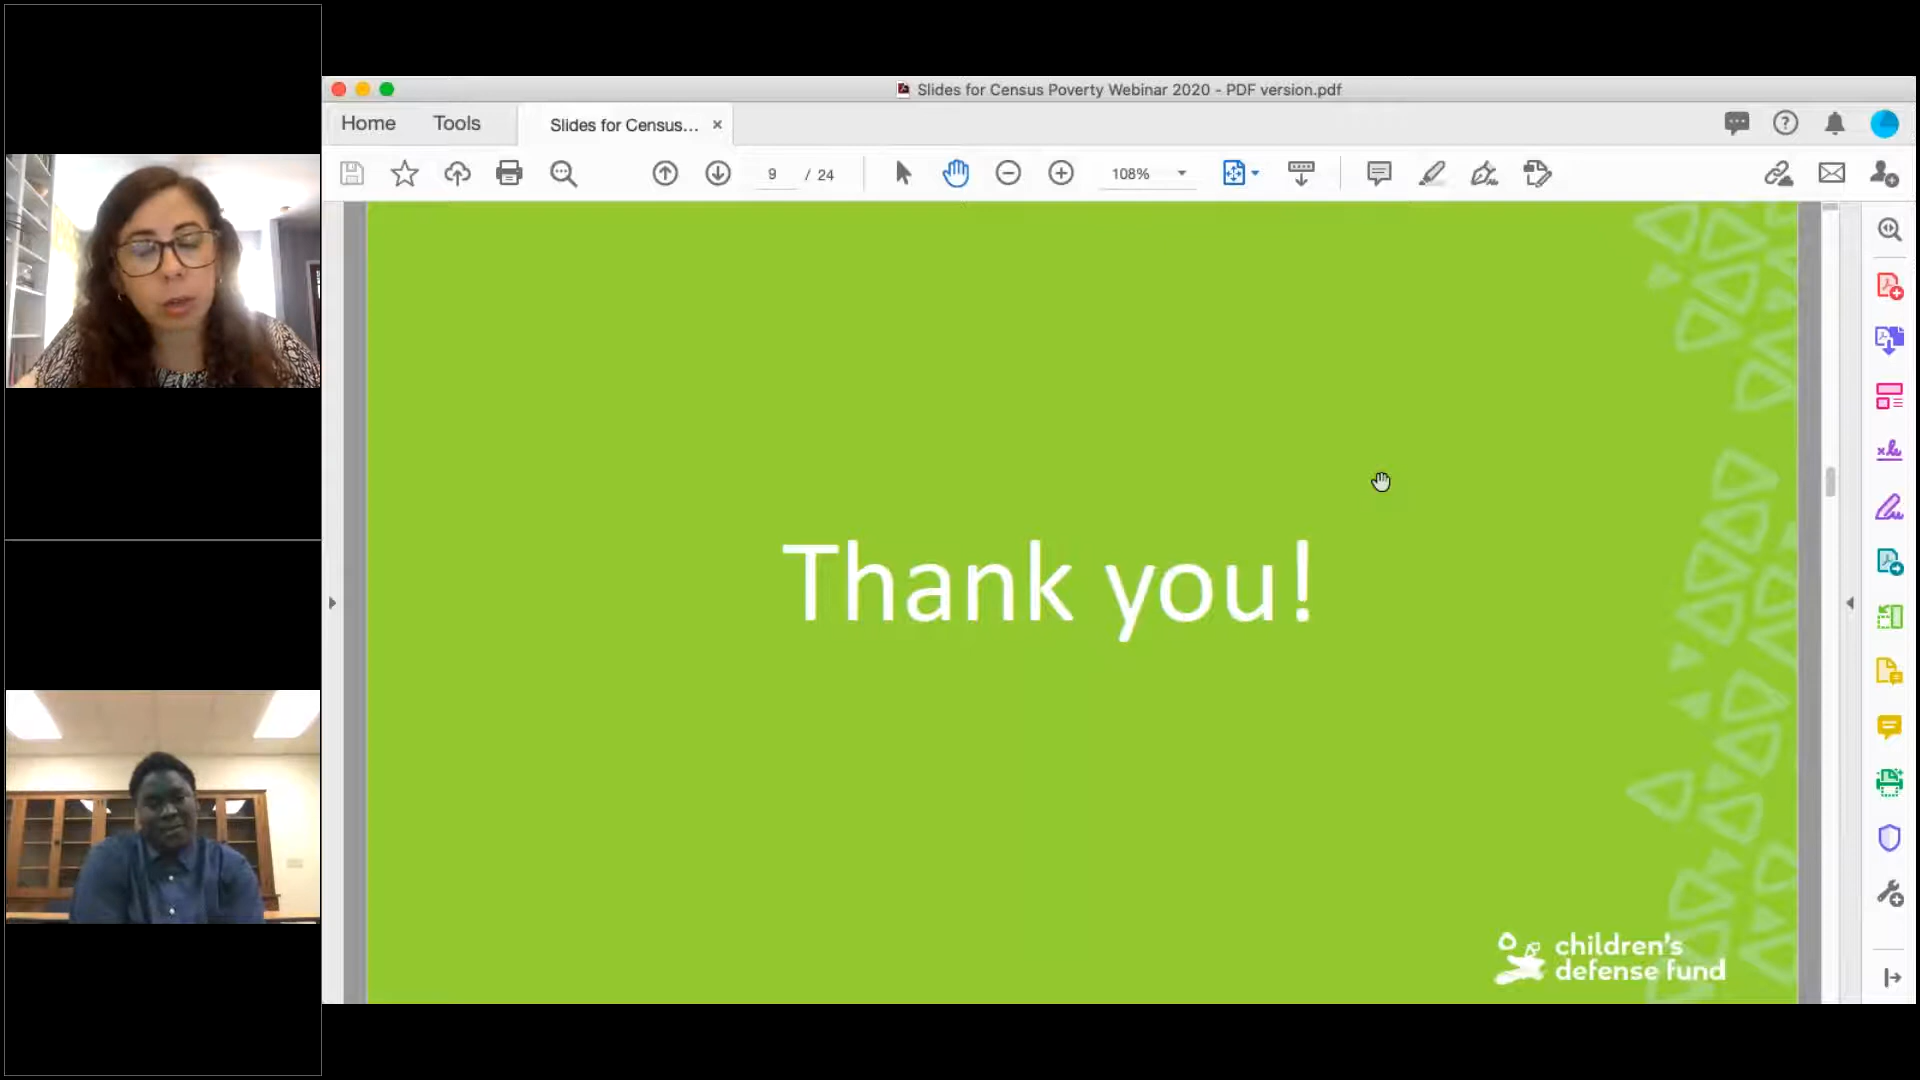 Slides for Census Poverty Webinar 2020 - PDF version.pdf
Home
Tools
Slides for Census...
9 / 24
108%
Thank you!
children's
defense fund